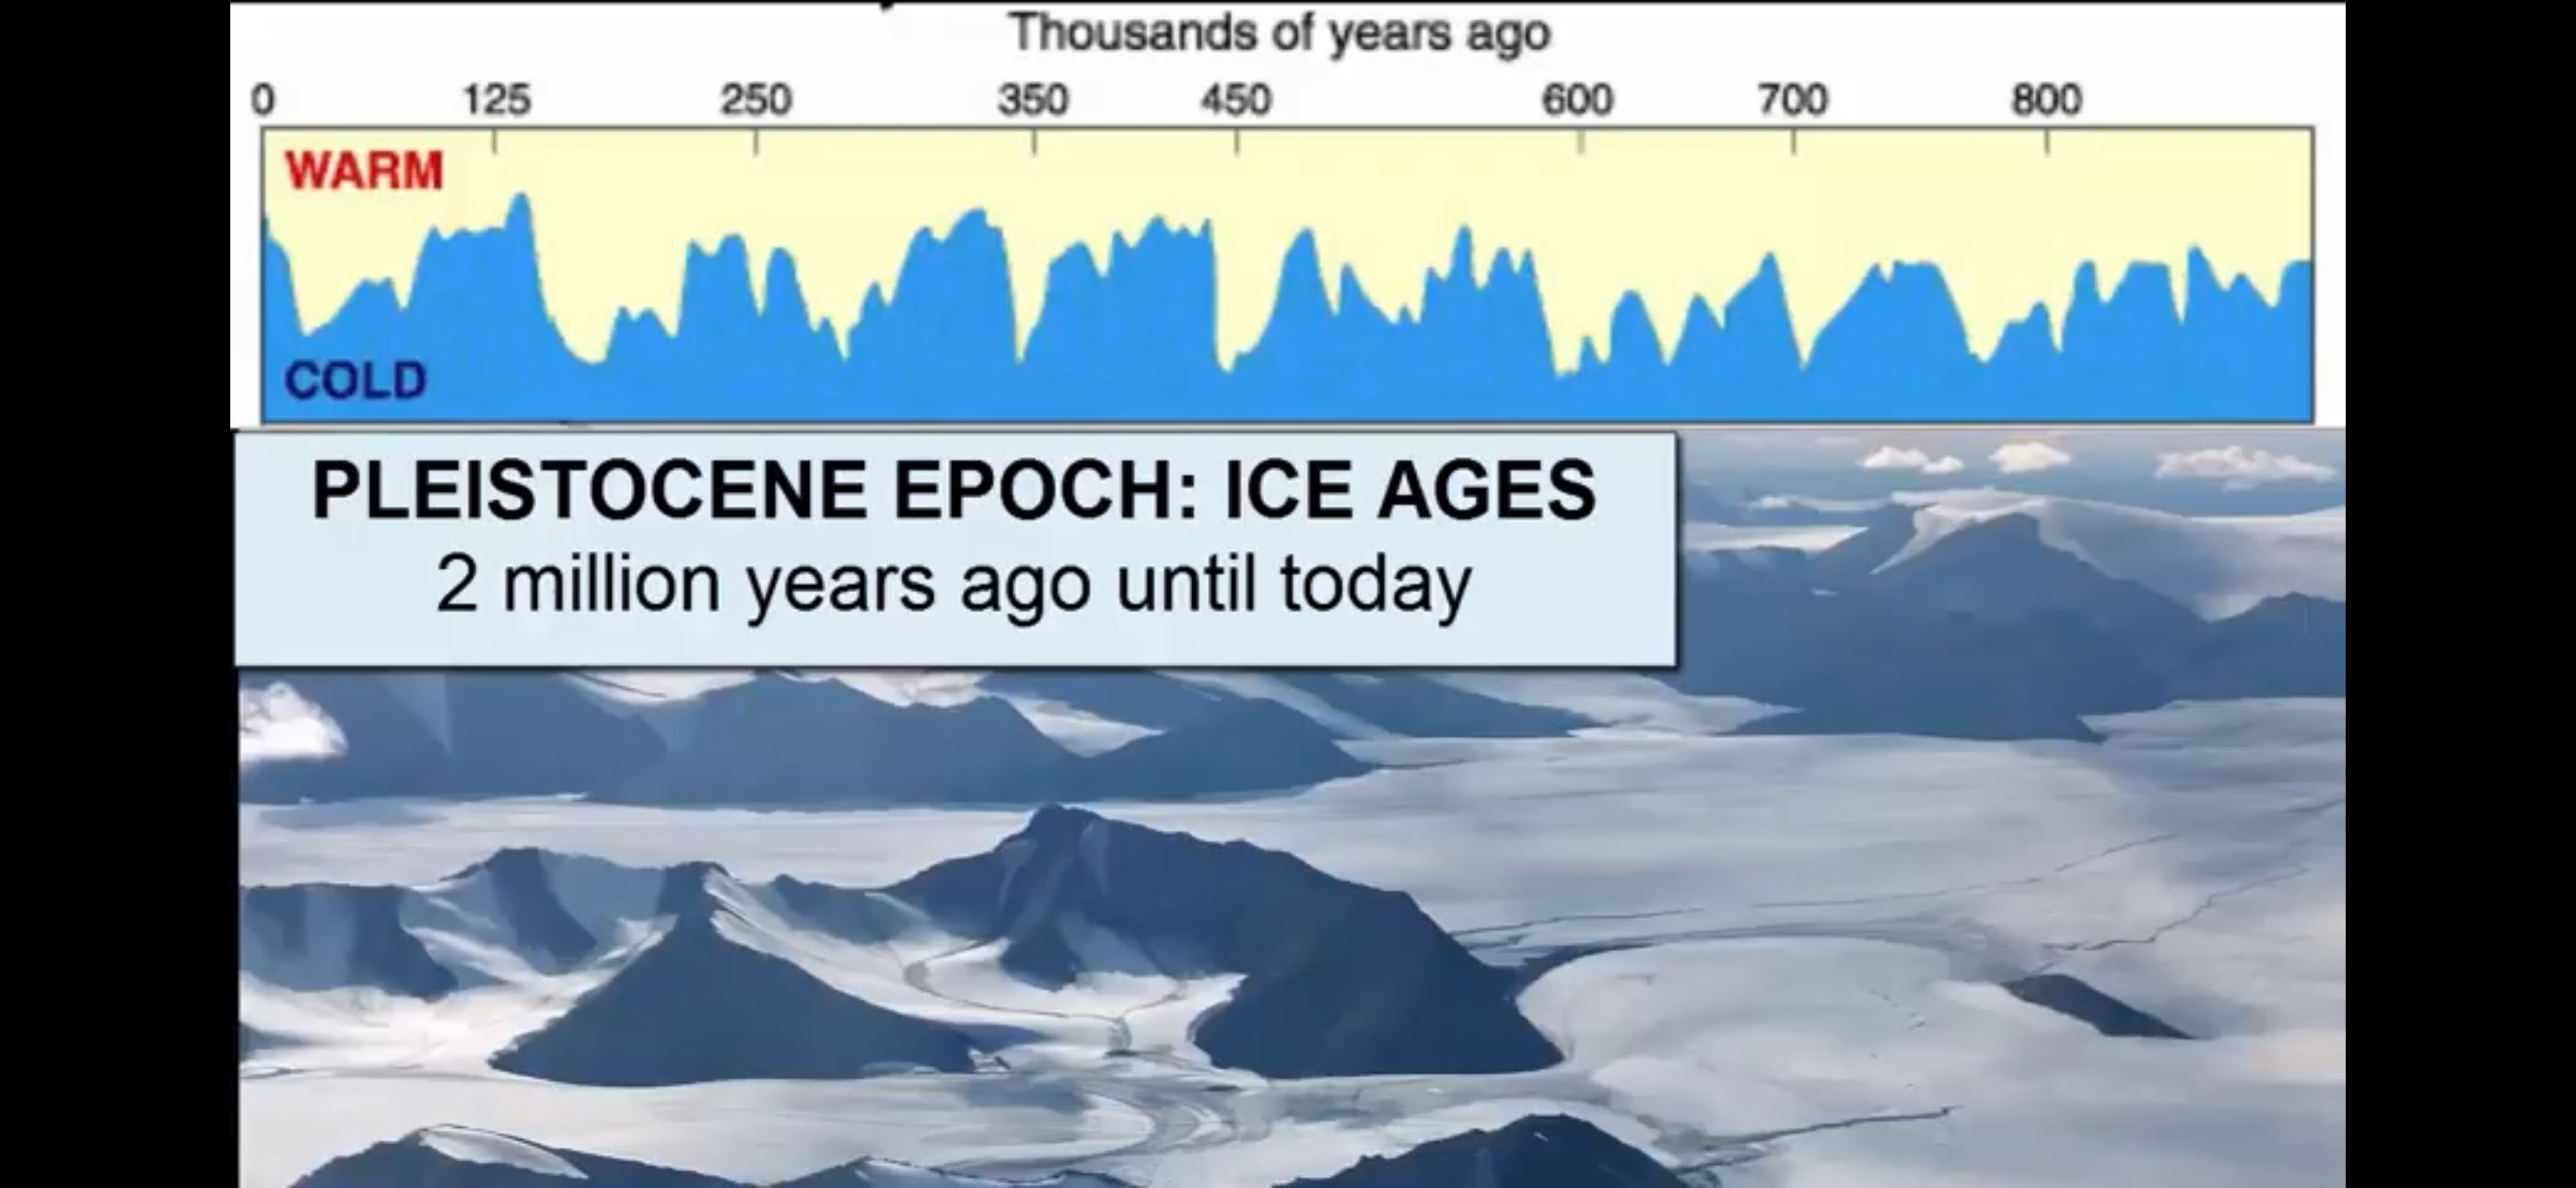 Thousands of years ago
0 125 250 350 450 600 700 800
WARM
COLD
PLEISTOCENE EPOCH: ICE AGES
2 million years ago until today